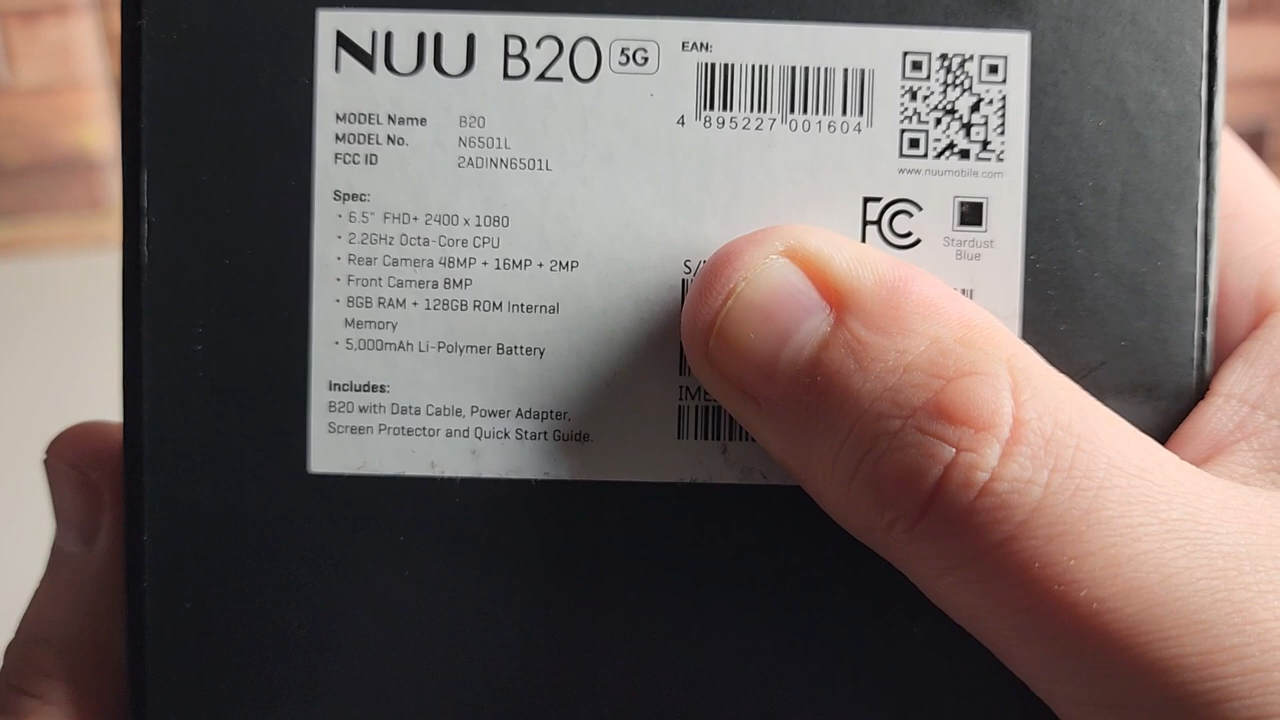 NUU B20 5G
MODEL Name B20
MODEL No. N6501L
FCC ID 2ADINN6501L
Spec:
• 6.5" FHD+ 2400 x 1080
• 2.2GHz Octa-Core CPU
• Rear Camera 48MP + 16MP + 2MP
• Front Camera 8MP
• 8GB RAM + 128GB ROM Internal
Memory
• 5,000mAh Li-Polymer Battery
Includes:
B20 with Data Cable, Power Adapter,
Screen Protector and Quick Start Guide.
EAN:
4 895227 001604
www.nuumobile.com
FC
Stardust
Blue